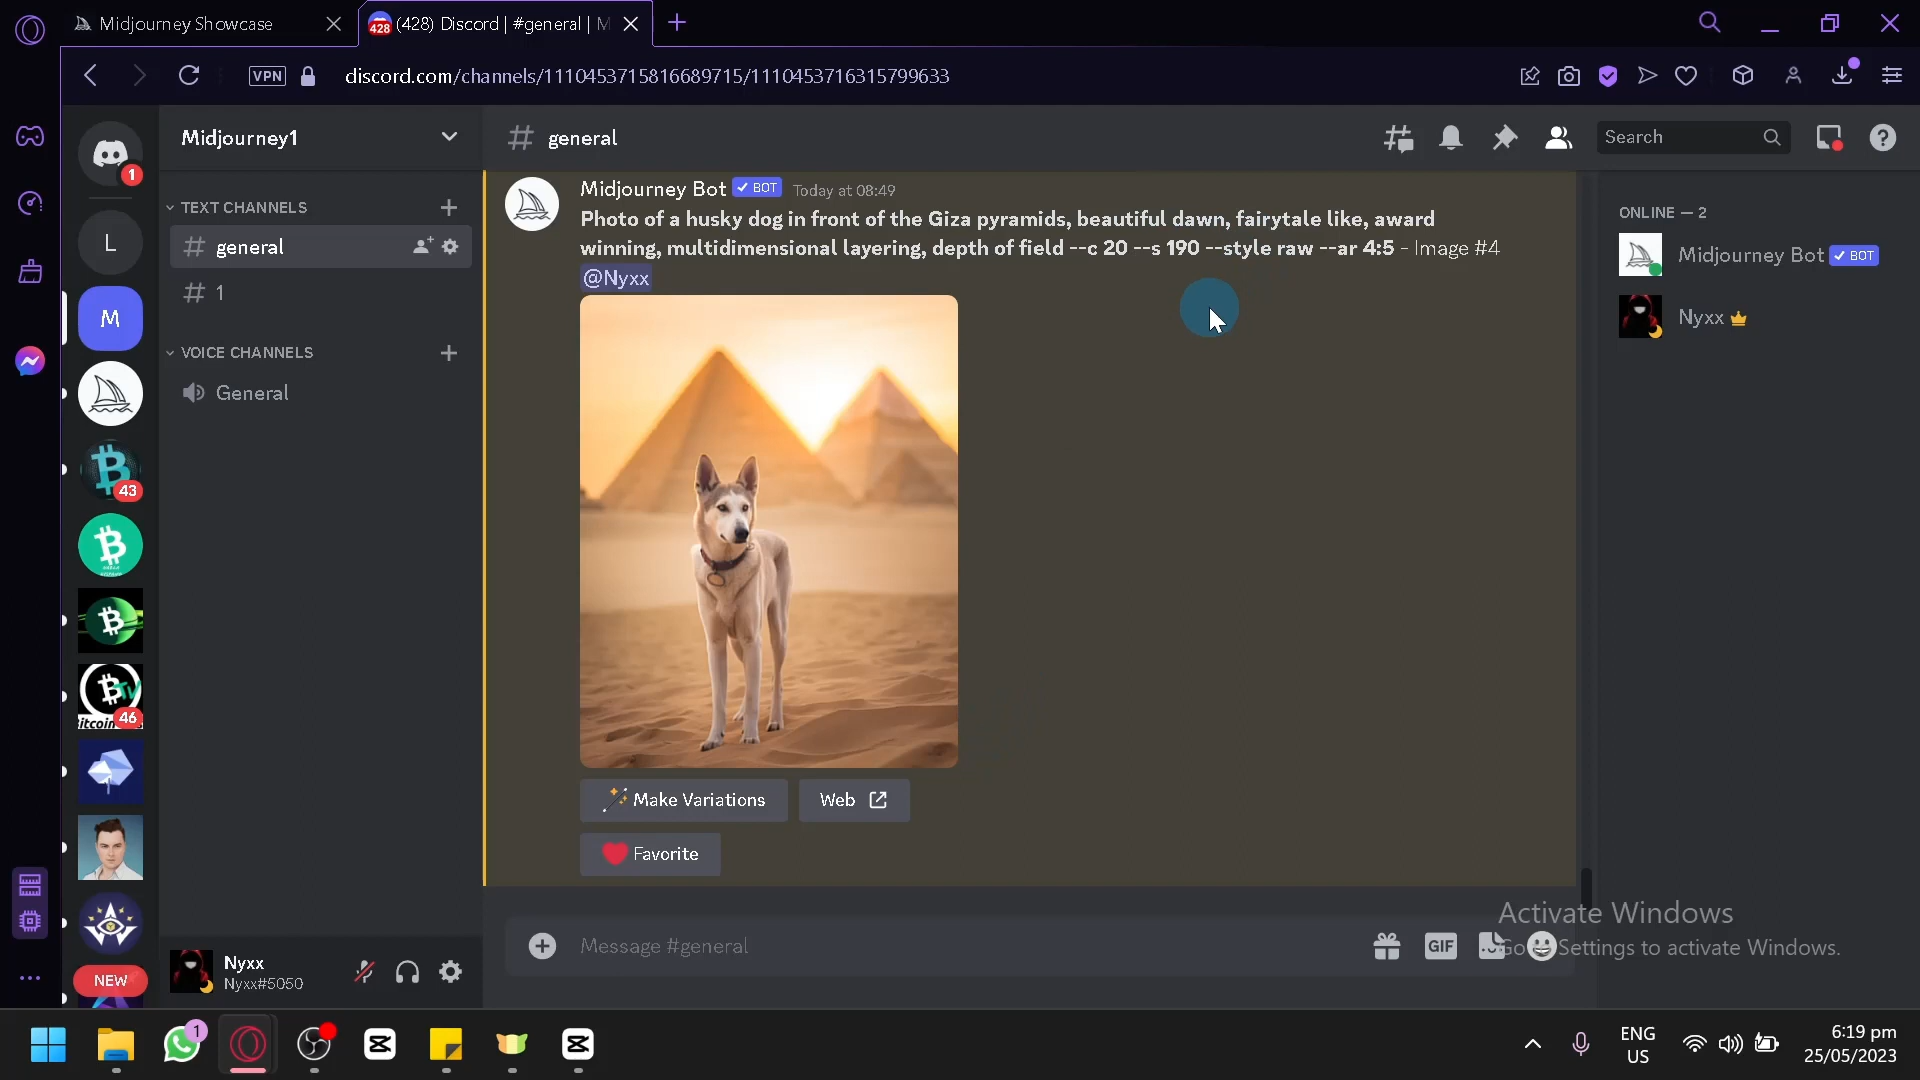 Midjourney Showcase
428
(428) Discord | #general | M
VPN
discord.com/channels/1110453715816689715/1110453716315799633
1
Midjourney1
general
Search
TEXT CHANNELS
general
1
VOICE CHANNELS
General
L
M
43
46
NEW
Midjourney Bot BOT Today at 08:49
Photo of a husky dog in front of the Giza pyramids, beautiful dawn, fairytale like, award
winning, multidimensional layering, depth of field --c 20 --s 190 --style raw --ar 4:5 - Image #4
@Nyxx
Make Variations
Web
Favorite
ONLINE — 2
Midjourney Bot BOT
Nyxx
Message #general
GIF
Activate Windows
Settings to activate Windows.
Nyxx
Nyxx#5050
1
ENG
US
6:19 pm
25/05/2023